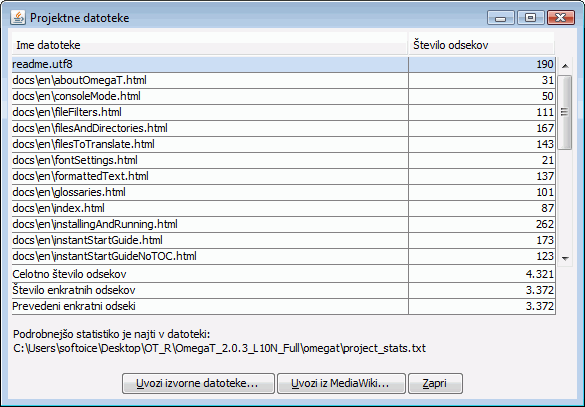 Projektne datoteke
Ime datoteke Število odsekov
readme.utf8 190
docs\en\aboutOmegaT.html 31
docs\en\consoleMode.html 50
docs\en\fileFilters.html 111
docs\en\filesAndDirectories.html 167
docs\en\filesToTranslate.html 143
docs\en\fontSettings.html 21
docs\en\formattedText.html 137
docs\en\glossaries.html 101
docs\en\index.html 87
docs\en\installingAndRunning.html 262
docs\en\instantStartGuide.html 173
docs\en\instantStartGuideNoTOC.html 123
Celotno število odsekov 4.321
Število enkratnih odsekov 3.372
Prevedeni enkratni odseki 3.372
Podrobnejšo statistiko je najti v datoteki:
C:\Users\softoice\Desktop\OT_R\OmegaT_2.0.3_L10N_Full\omegat\project_stats.txt
Uvozi izvorne datoteke... Uvozi iz MediaWiki... Zapri